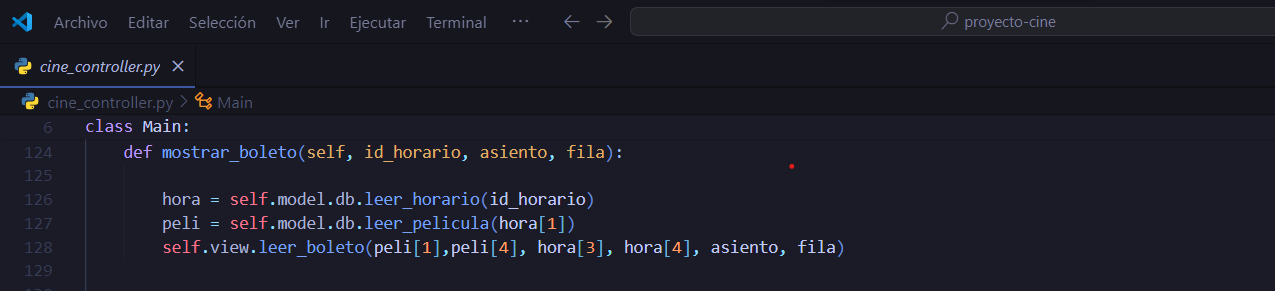 Archivo Editar Selección Ver Ir Ejecutar Terminal ··· proyecto-cine
cine_controller.py
cine_controller.py > Main
6 class Main:
124 def mostrar_boleto(self, id_horario, asiento, fila):
125
126 hora = self.model.db.leer_horario(id_horario)
127 peli = self.model.db.leer_pelicula(hora[1])
128 self.view.leer_boleto(peli[1],peli[4], hora[3], hora[4], asiento, fila)
129